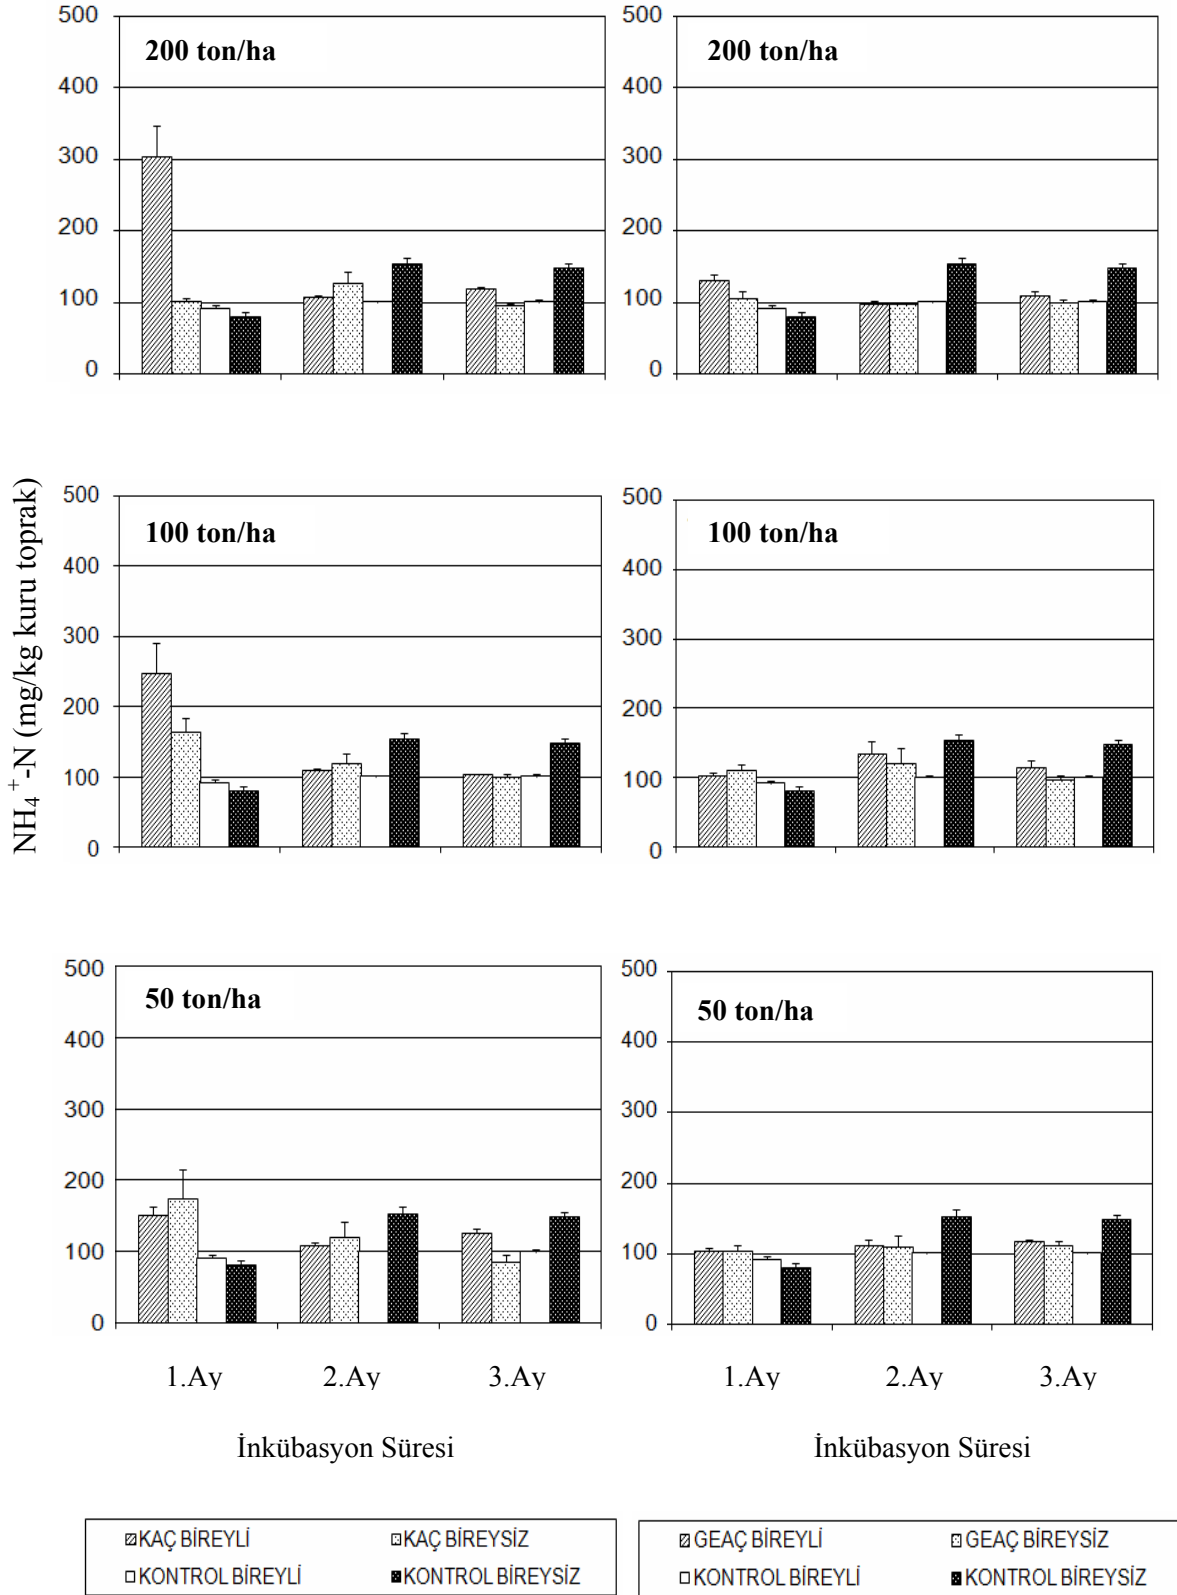 500
200 ton/ha
400
300
200
100
0
500
200 ton/ha
400
300
200
100
0
NH₄⁺-N (mg/kg kuru toprak)
500
100 ton/ha
400
300
200
100
0
500
100 ton/ha
400
300
200
100
0
500
50 ton/ha
400
300
200
100
0
1.Ay 2.Ay 3.Ay
İnkübasyon Süresi
500
50 ton/ha
400
300
200
100
0
1.Ay 2.Ay 3.Ay
İnkübasyon Süresi
KAÇ BİREYLİ KAÇ BİREYSİZ
KONTROL BİREYLİ KONTROL BİREYSİZ
GEAÇ BİREYLİ GEAÇ BİREYSİZ
KONTROL BİREYLİ KONTROL BİREYSİZ